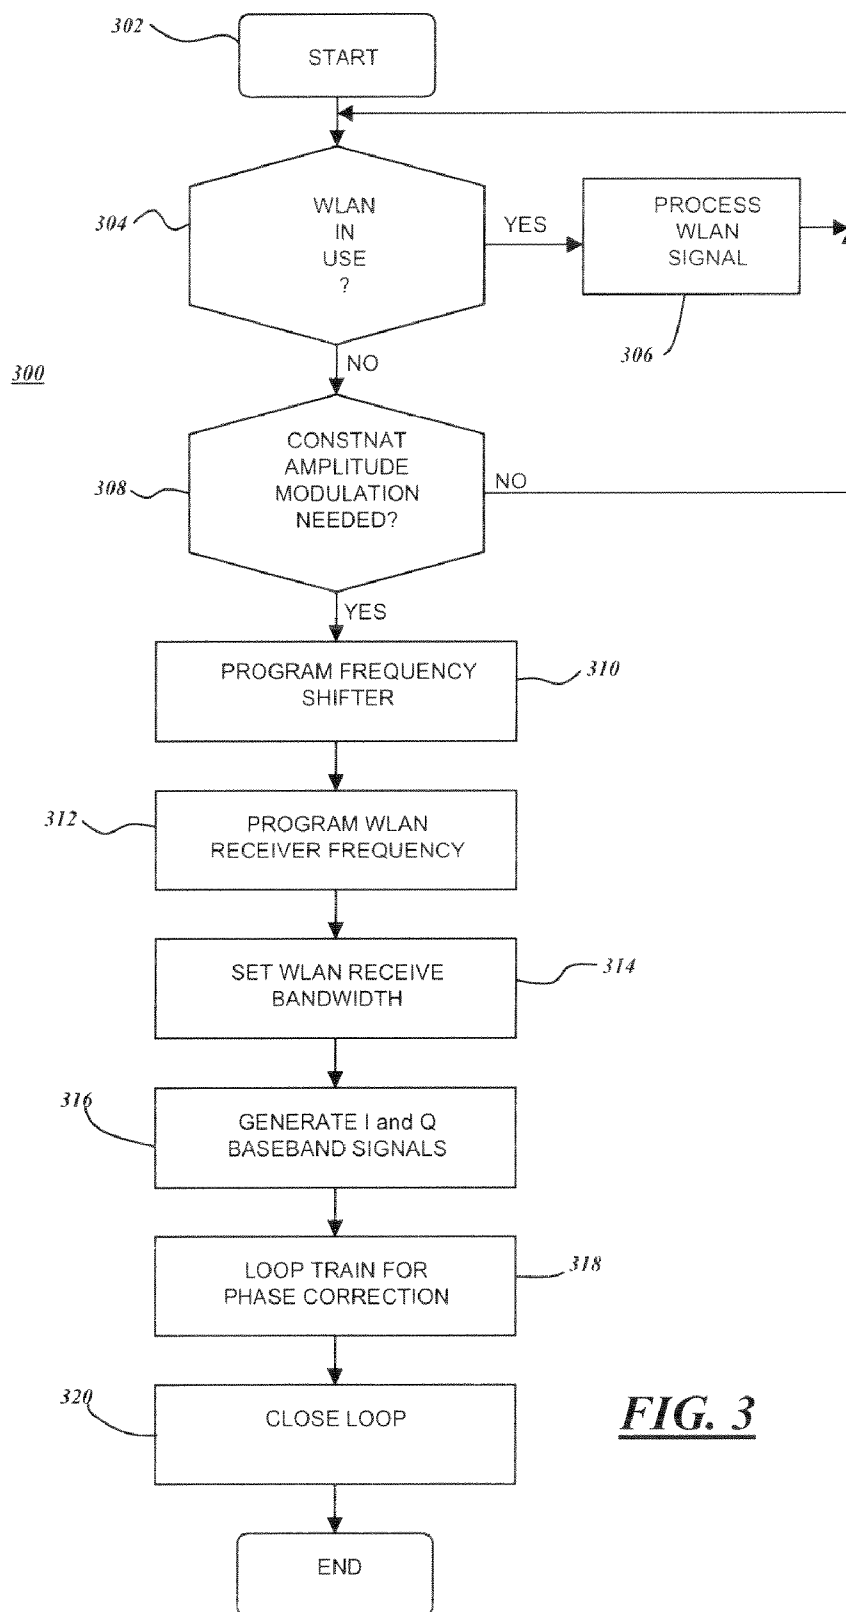 302
START
304
WLAN
IN
USE
?
YES
PROCESS
WLAN
SIGNAL
306
NO
300
308
CONSTNAT
AMPLITUDE
MODULATION
NEEDED?
NO
YES
PROGRAM FREQUENCY
SHIFTER
310
312
PROGRAM WLAN
RECEIVER FREQUENCY
SET WLAN RECEIVE
BANDWIDTH
314
316
GENERATE I and Q
BASEBAND SIGNALS
LOOP TRAIN FOR
PHASE CORRECTION
318
320
CLOSE LOOP
FIG. 3
END